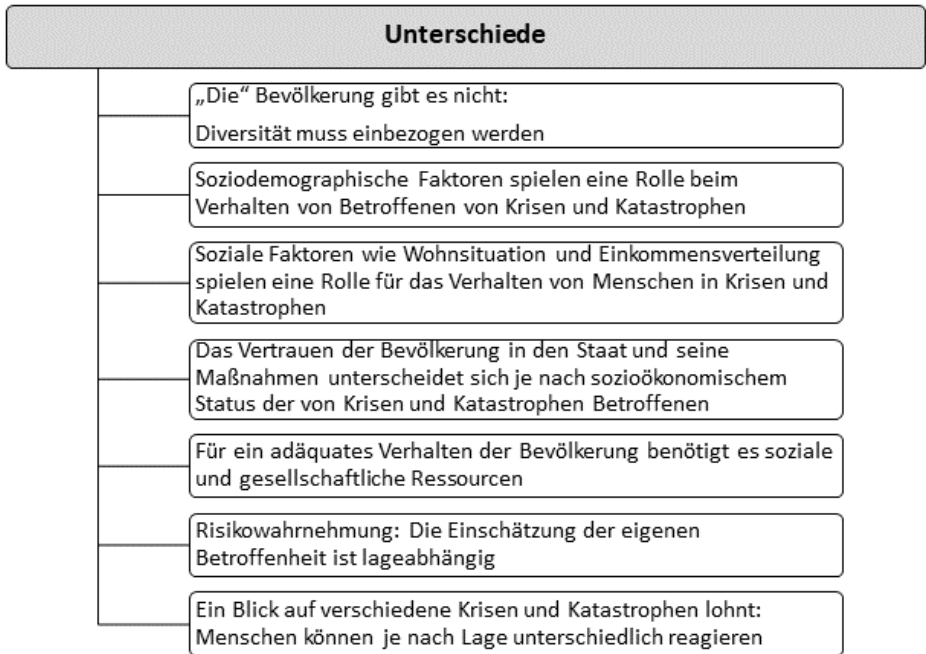 Unterschiede
„Die“ Bevölkerung gibt es nicht:
Diversität muss einbezogen werden
Soziodemographische Faktoren spielen eine Rolle beim
Verhalten von Betroffenen von Krisen und Katastrophen
Soziale Faktoren wie Wohnsituation und Einkommensverteilung
spielen eine Rolle für das Verhalten von Menschen in Krisen und
Katastrophen
Das Vertrauen der Bevölkerung in den Staat und seine
Maßnahmen unterscheidet sich je nach sozioökonomischem
Status der von Krisen und Katastrophen Betroffenen
Für ein adäquates Verhalten der Bevölkerung benötigt es soziale
und gesellschaftliche Ressourcen
Risikowahrnehmung: Die Einschätzung der eigenen
Betroffenheit ist lageabhängig
Ein Blick auf verschiedene Krisen und Katastrophen lohnt:
Menschen können je nach Lage unterschiedlich reagieren